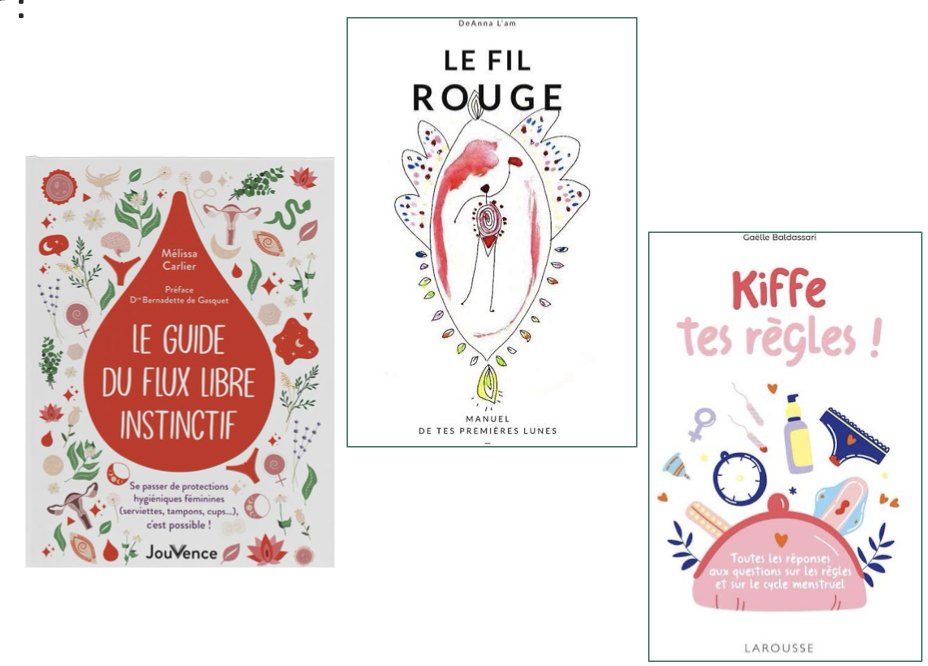 :
Mélissa
Carlier
Préface
Dre Bernadette de Gasquet
LE GUIDE
DU FLUX LIBRE
INSTINCTIF
Se passer de protections
hygiéniques féminines
(serviettes, tampons, cups...),
c'est possible !
Jouvence
DeAnna L'am
LE FIL
ROUGE
MANUEL
DE TES PREMIÈRES LUNES
Gaëlle Baldassari
Kiffe
tes règles !
Toutes les réponses
aux questions sur les règles
et sur le cycle menstruel
LAROUSSE